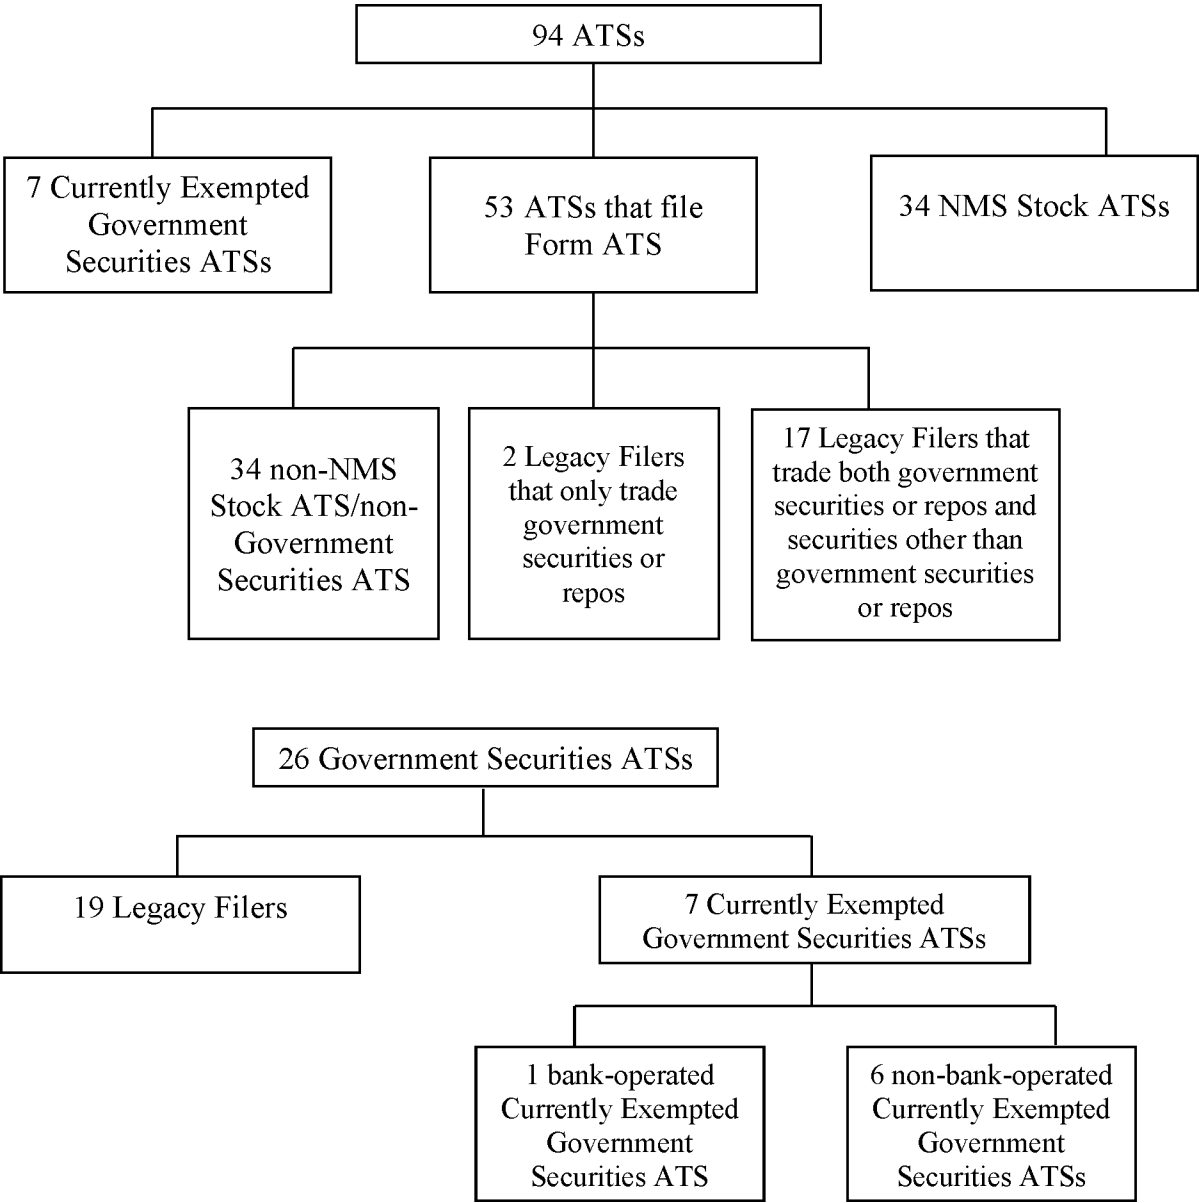 94 ATSs
7 Currently Exempted
Government
Securities ATSs
53 ATSs that file
Form ATS
34 NMS Stock ATSs
34 non-NMS
Stock ATS/non-
Government
Securities ATS
2 Legacy Filers
that only trade
government
securities or
repos
17 Legacy Filers that
trade both government
securities or repos and
securities other than
government securities
or repos
26 Government Securities ATSs
19 Legacy Filers
7 Currently Exempted
Government Securities ATSs
1 bank-operated
Currently Exempted
Government
Securities ATS
6 non-bank-operated
Currently Exempted
Government
Securities ATSs